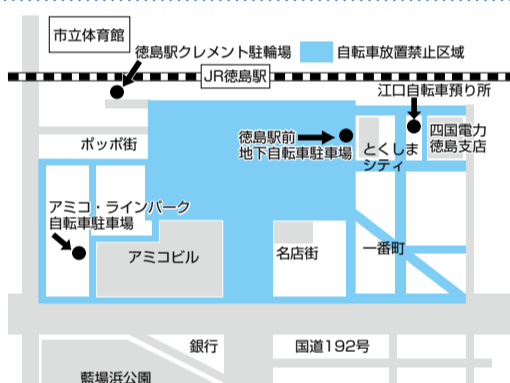 市立体育館
徳島駅クレメント駐輪場
自転車放置禁止区域
JR徳島駅
江口自転車預り所
ポッポ街
徳島駅前
地下自転車駐車場
とくしま
シティ
四国電力
徳島支店
アミコ・ラインパーク
自転車駐車場
アミコビル
名店街
一番町
銀行
国道192号
藍場浜公園